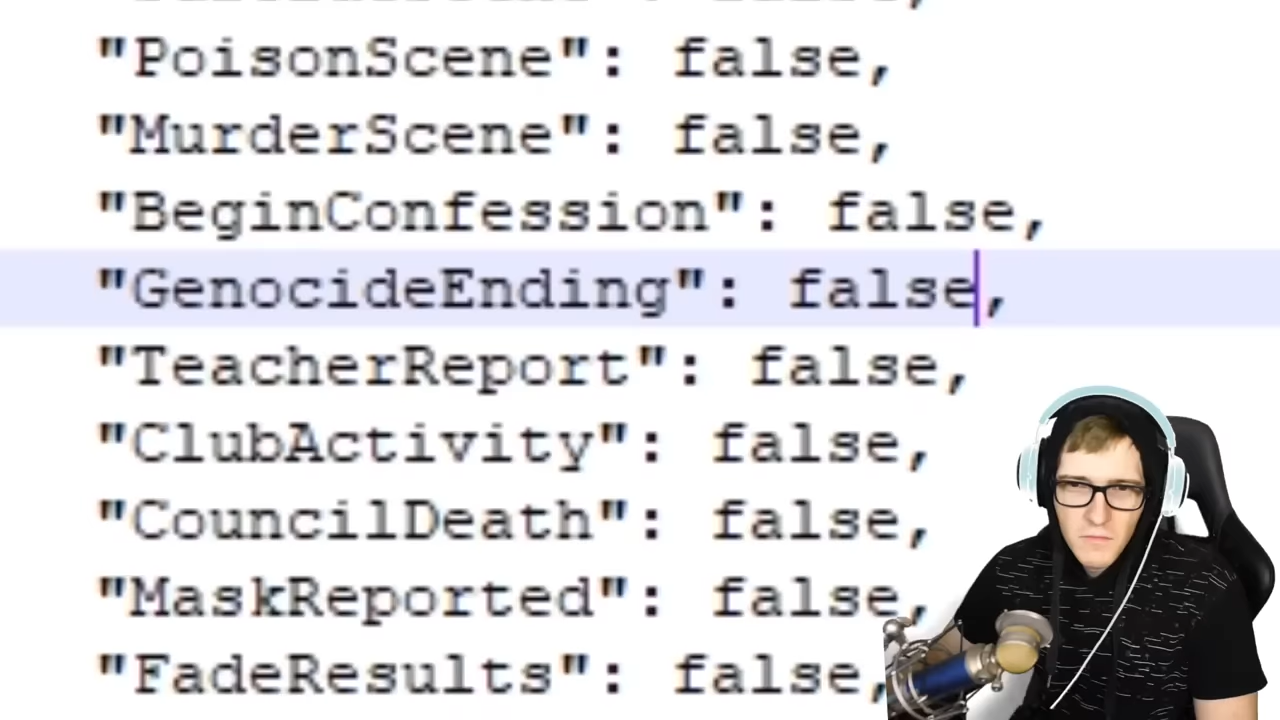 "PoisonScene": false,
"MurderScene": false,
"BeginConfession": false,
"GenocideEnding": false,
"TeacherReport": false,
"ClubActivity": false,
"CouncilDeath": false,
"MaskReported": false,
"FadeResults": false,